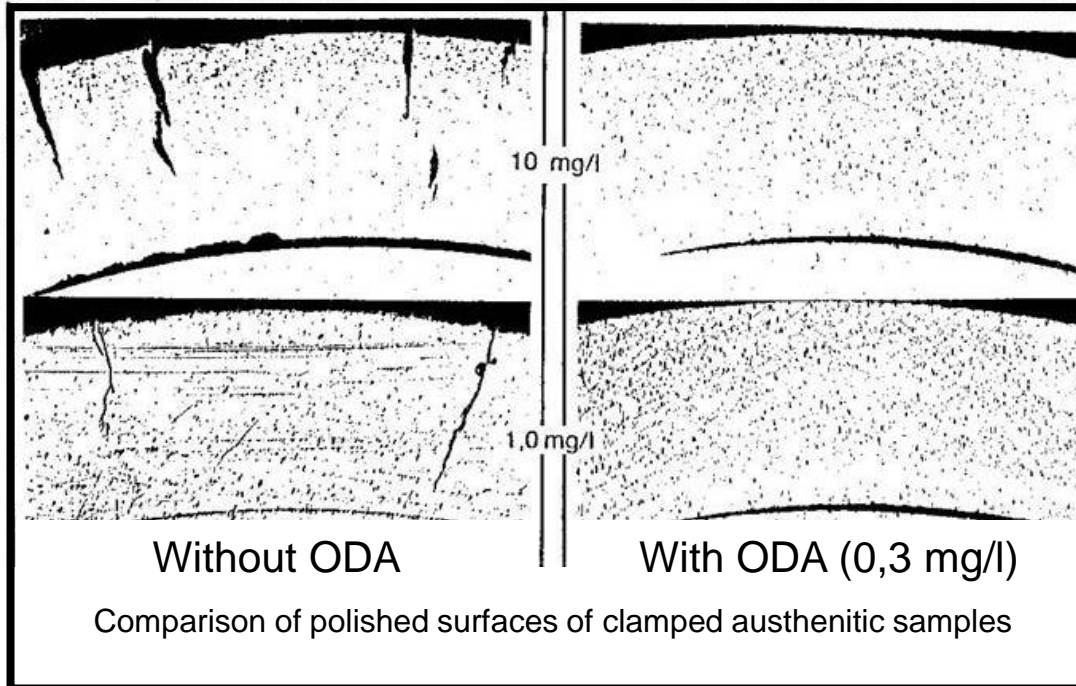 10 mg/l
1,0 mg/l
Without ODA
With ODA (0,3 mg/l)
Comparison of polished surfaces of clamped austhenitic samples